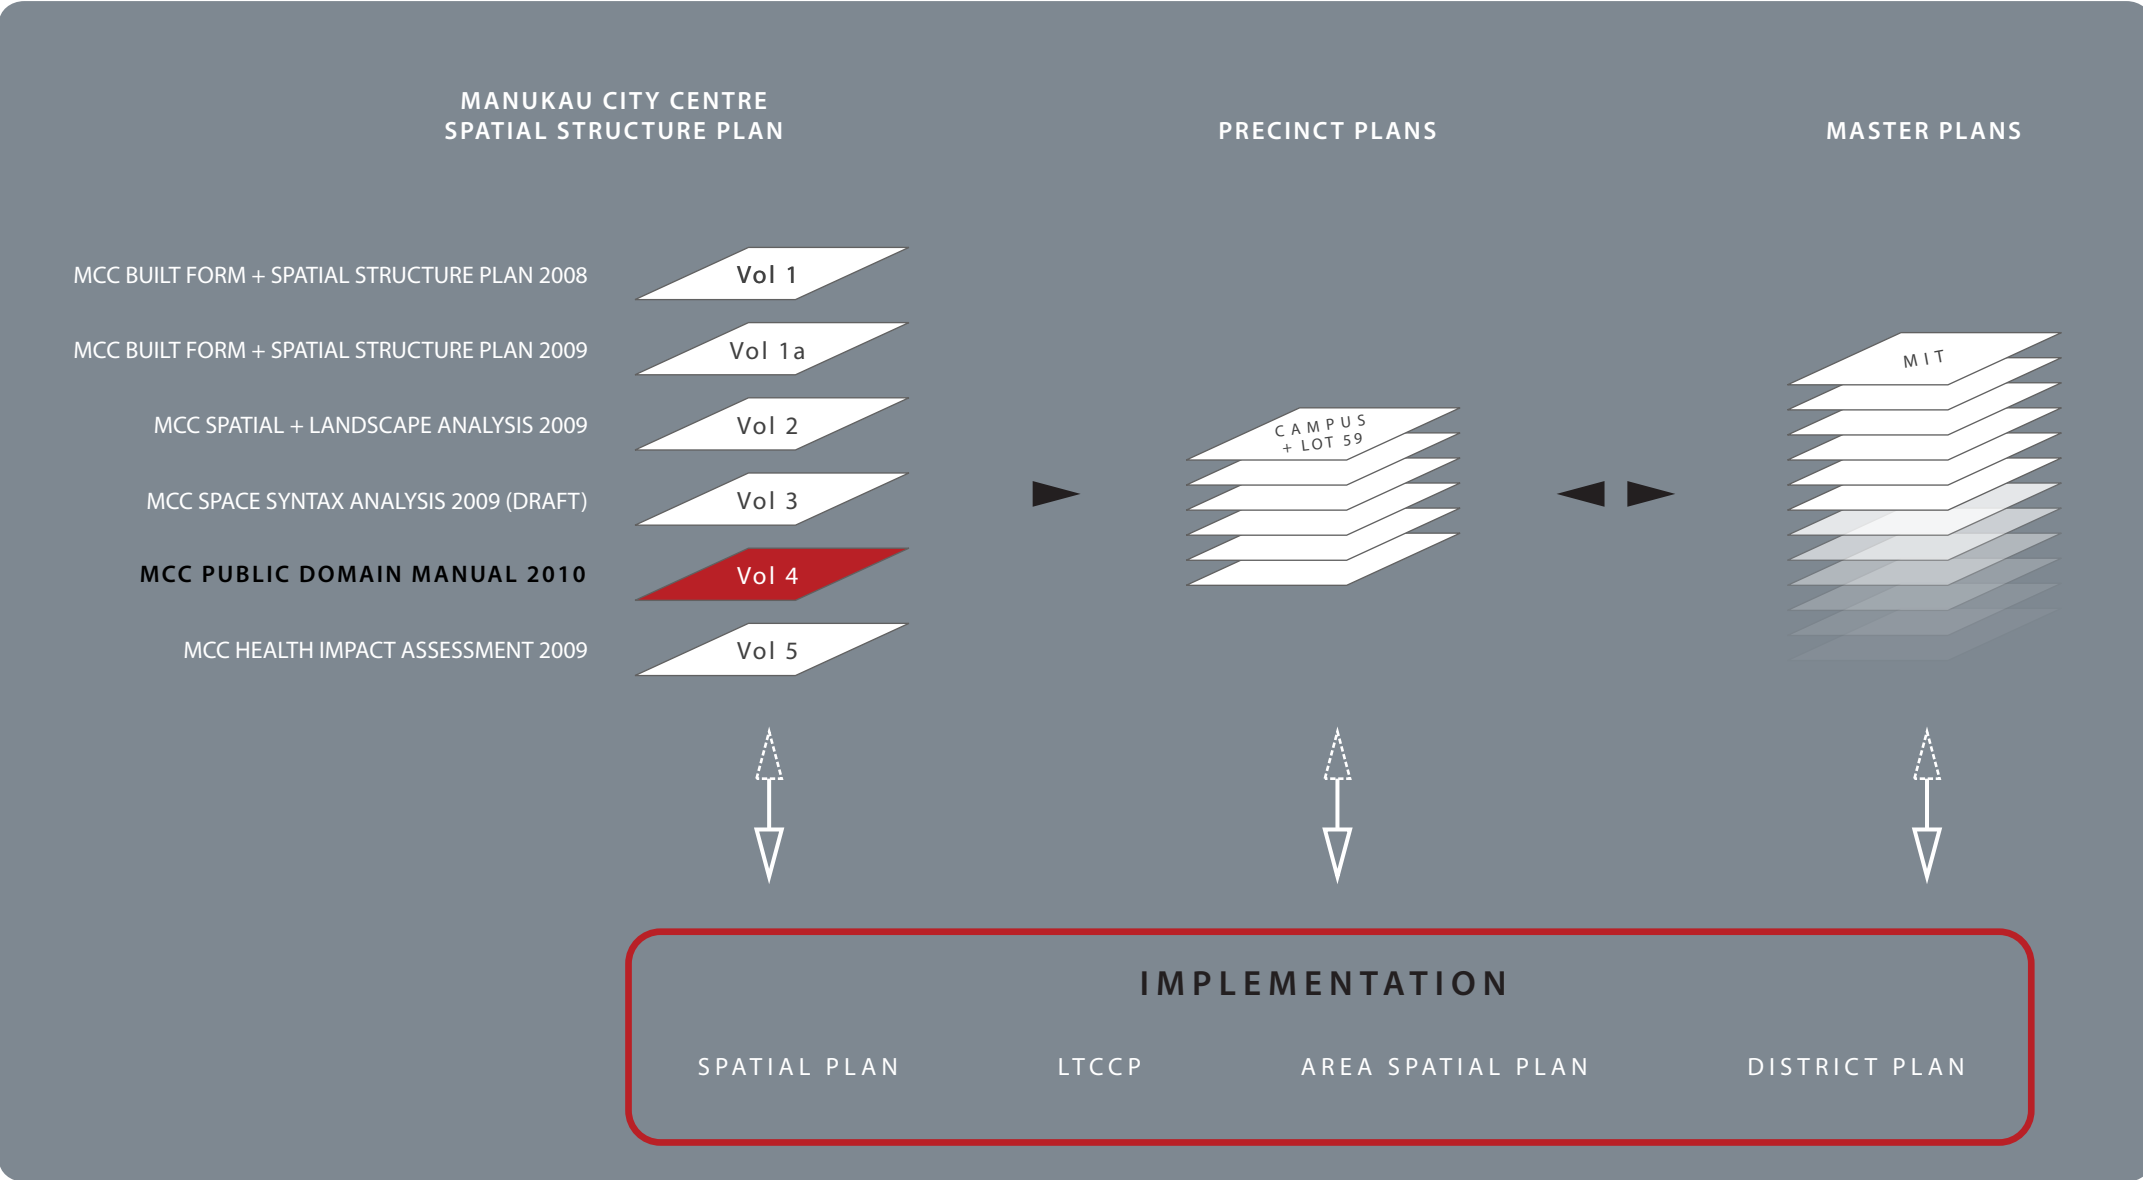 MANUKAU CITY CENTRE
SPATIAL STRUCTURE PLAN
PRECINCT PLANS
MASTER PLANS
MCC BUILT FORM + SPATIAL STRUCTURE PLAN 2008
Vol 1
MCC BUILT FORM + SPATIAL STRUCTURE PLAN 2009
Vol 1a
MCC SPATIAL + LANDSCAPE ANALYSIS 2009
Vol 2
MCC SPACE SYNTAX ANALYSIS 2009 (DRAFT)
Vol 3
MCC PUBLIC DOMAIN MANUAL 2010
Vol 4
MCC HEALTH IMPACT ASSESSMENT 2009
Vol 5
CAMPUS
+ LOT 59
MIT
IMPLEMENTATION
SPATIAL PLAN
LTCCP
AREA SPATIAL PLAN
DISTRICT PLAN